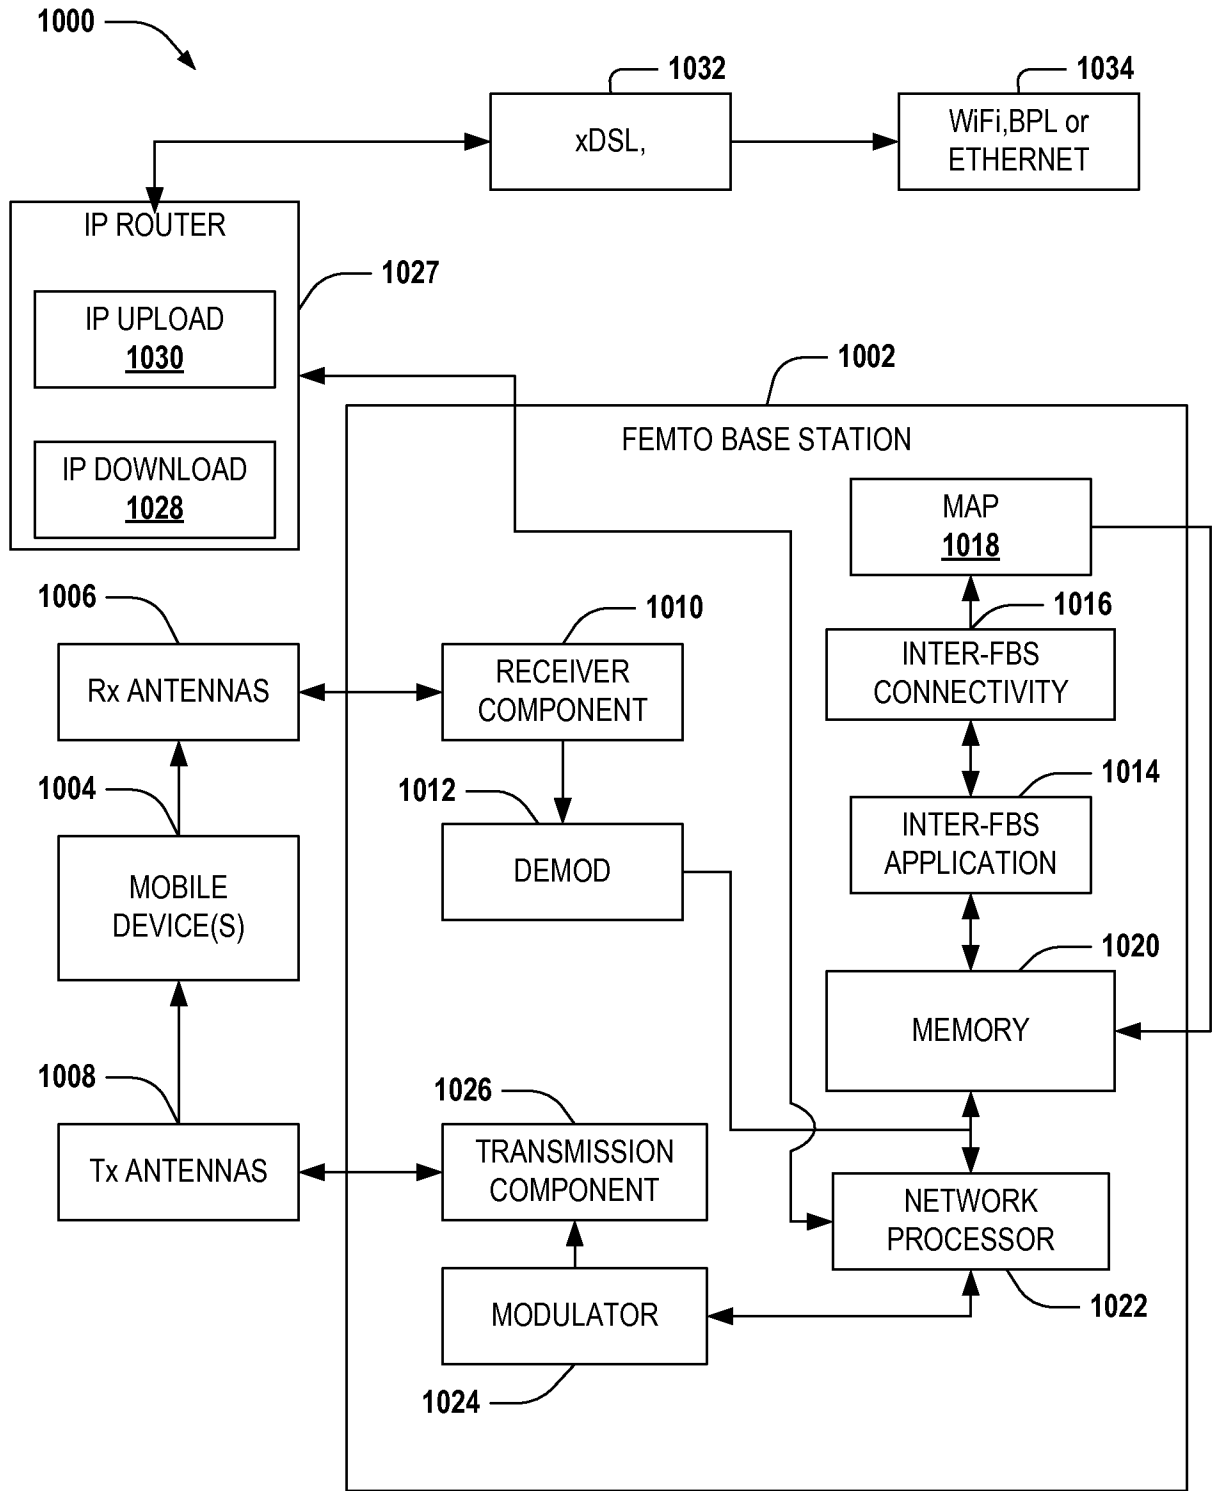 1000
1032
1034
xDSL,
WiFi,BPL or
ETHERNET
IP ROUTER
1027
IP UPLOAD
1030
IP DOWNLOAD
1028
1002
FEMTO BASE STATION
MAP
1018
1006
1010
1016
Rx ANTENNAS
RECEIVER
COMPONENT
INTER-FBS
CONNECTIVITY
1004
1012
1014
MOBILE
DEVICE(S)
DEMOD
INTER-FBS
APPLICATION
1020
MEMORY
1008
1026
Tx ANTENNAS
TRANSMISSION
COMPONENT
NETWORK
PROCESSOR
1022
MODULATOR
1024